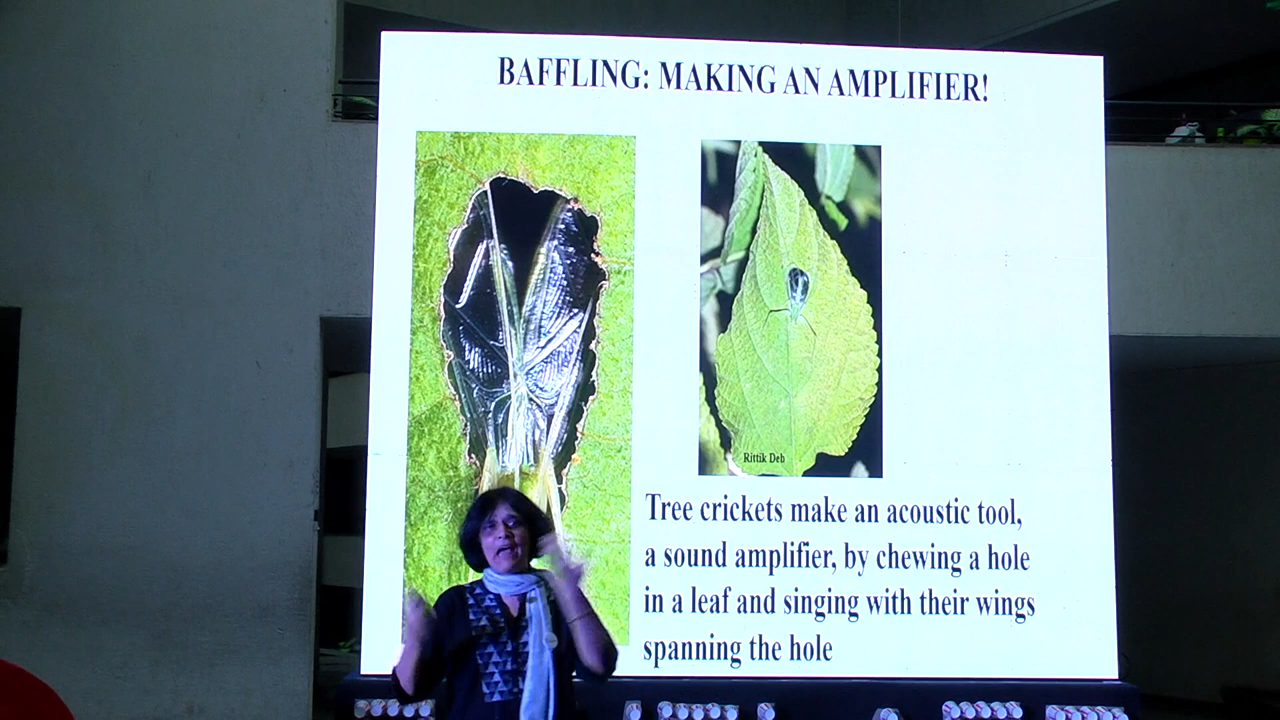 BAFFLING: MAKING AN AMPLIFIER!
Rittik Deb
Tree crickets make an acoustic tool,
a sound amplifier, by chewing a hole
in a leaf and singing with their wings
spanning the hole